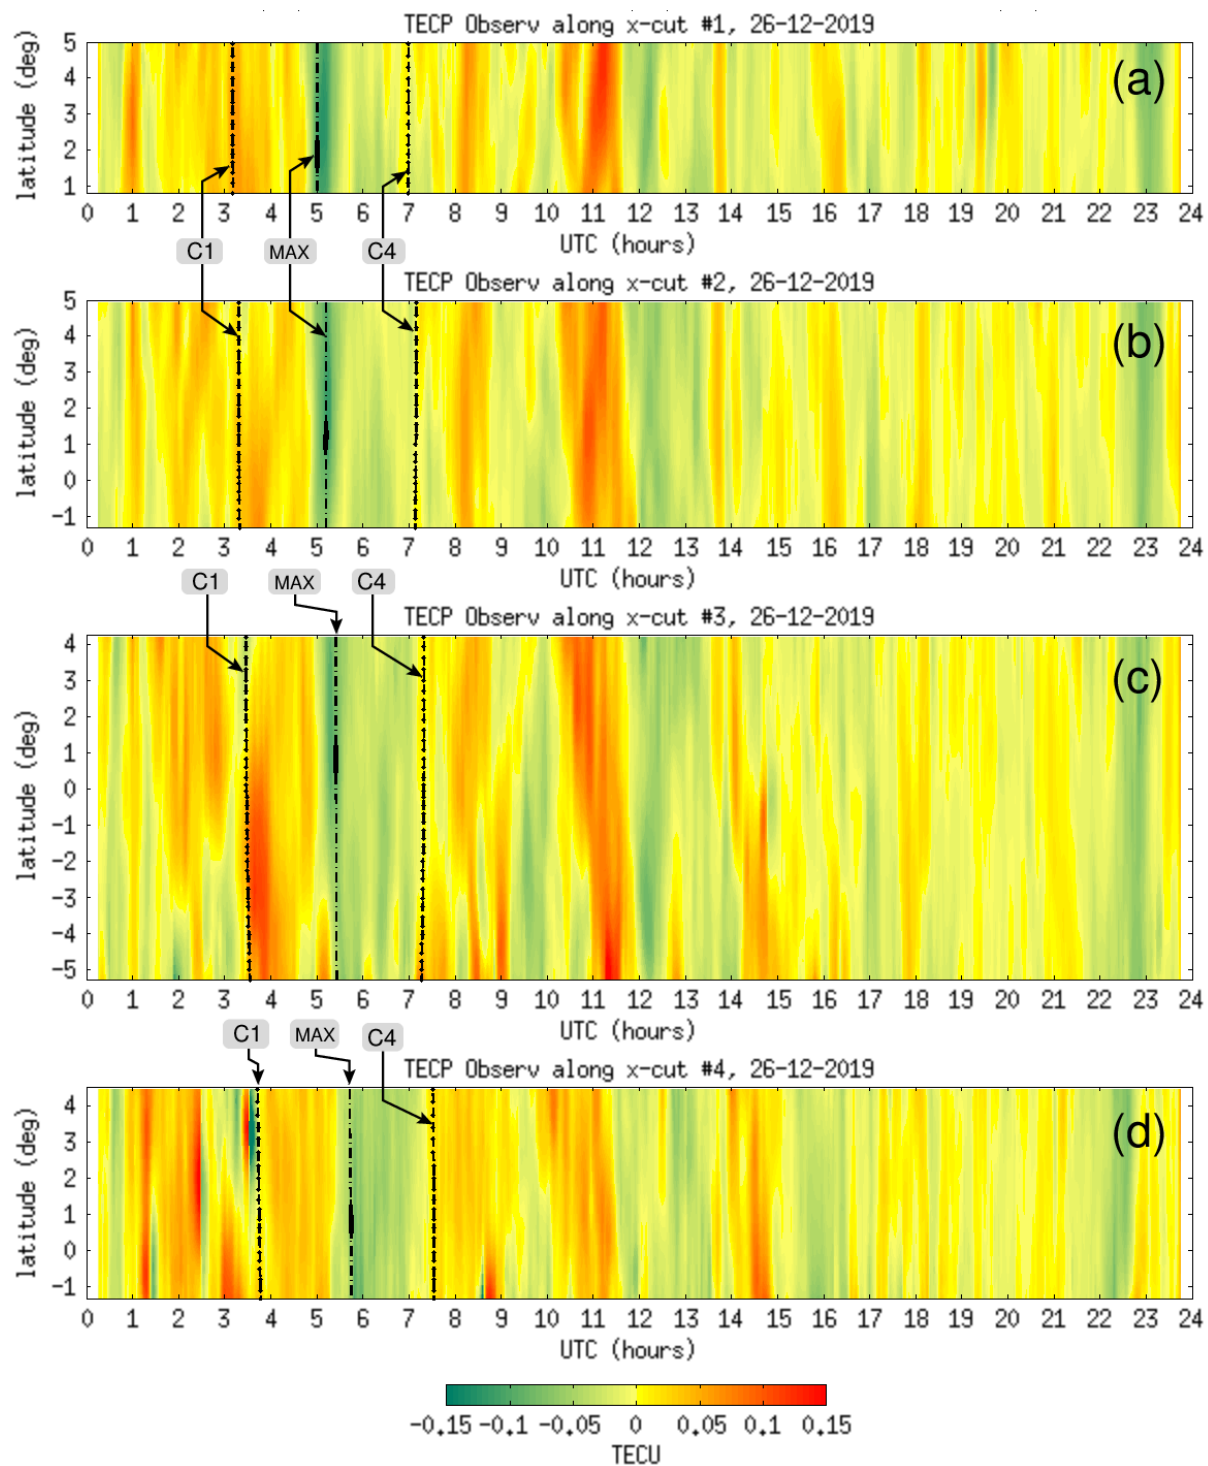 TECP Observ along x-cut #1, 26-12-2019
latitude (deg)
5
4
3
2
1
(a)
0 1 2 3 4 5 6 7 8 9 10 11 12 13 14 15 16 17 18 19 20 21 22 23 24
UTC (hours)
C1 MAX C4
TECP Observ along x-cut #2, 26-12-2019
latitude (deg)
5
4
3
2
1
0
-1
(b)
0 1 2 3 4 5 6 7 8 9 10 11 12 13 14 15 16 17 18 19 20 21 22 23 24
UTC (hours)
C1 MAX C4
TECP Observ along x-cut #3, 26-12-2019
latitude (deg)
4
3
2
1
0
-1
-2
-3
-4
-5
(c)
0 1 2 3 4 5 6 7 8 9 10 11 12 13 14 15 16 17 18 19 20 21 22 23 24
UTC (hours)
C1 MAX C4
TECP Observ along x-cut #4, 26-12-2019
latitude (deg)
4
3
2
1
0
-1
(d)
0 1 2 3 4 5 6 7 8 9 10 11 12 13 14 15 16 17 18 19 20 21 22 23 24
UTC (hours)
-0.15 -0.1 -0.05 0 0.05 0.1 0.15
TECU